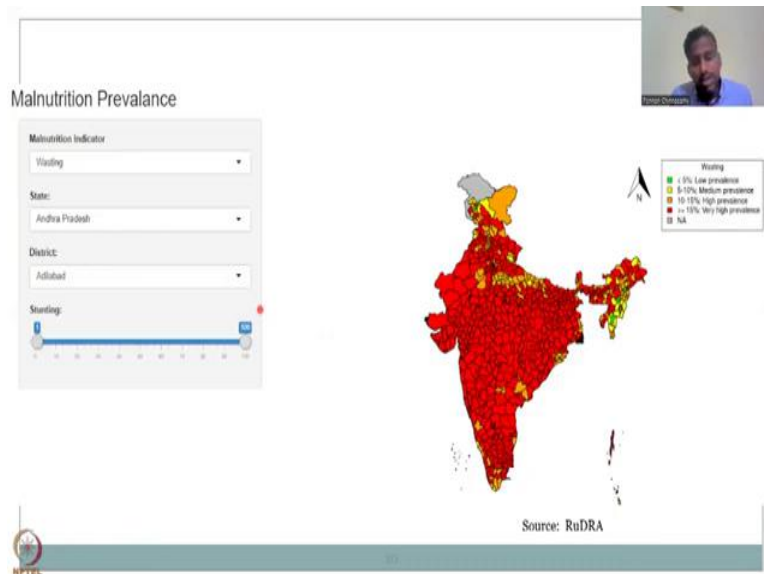 Malnutrition Prevalance
Malnutrition Indicator
Wasting
State:
Andhra Pradesh
District:
Adilabad
Stunting:
Wasting
< 5%: Low prevalence
5-10%: Medium prevalence
10-15%: High prevalence
>= 15%: Very high prevalence
NA
N
Source: RuDRA
NPTEL